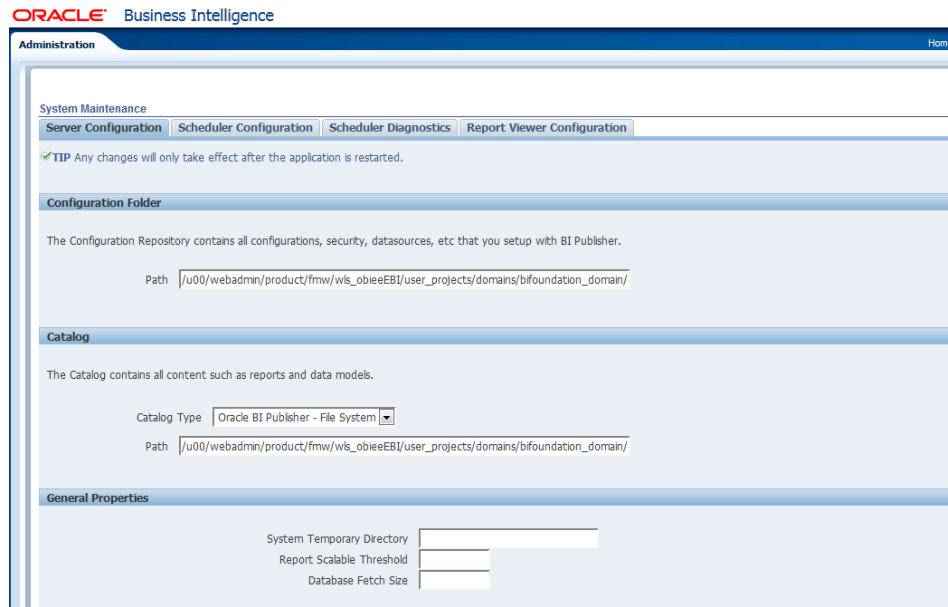 ORACLE Business Intelligence
Administration
Hom
System Maintenance
Server Configuration Scheduler Configuration Scheduler Diagnostics Report Viewer Configuration
TIP Any changes will only take effect after the application is restarted.
Configuration Folder
The Configuration Repository contains all configurations, security, datasources, etc that you setup with BI Publisher.
Path /u00/webadmin/product/fmw/wls_obieeEBI/user_projects/domains/bifoundation_domain/
Catalog
The Catalog contains all content such as reports and data models.
Catalog Type Oracle BI Publisher - File System
Path /u00/webadmin/product/fmw/wls_obieeEBI/user_projects/domains/bifoundation_domain/
General Properties
System Temporary Directory
Report Scalable Threshold
Database Fetch Size